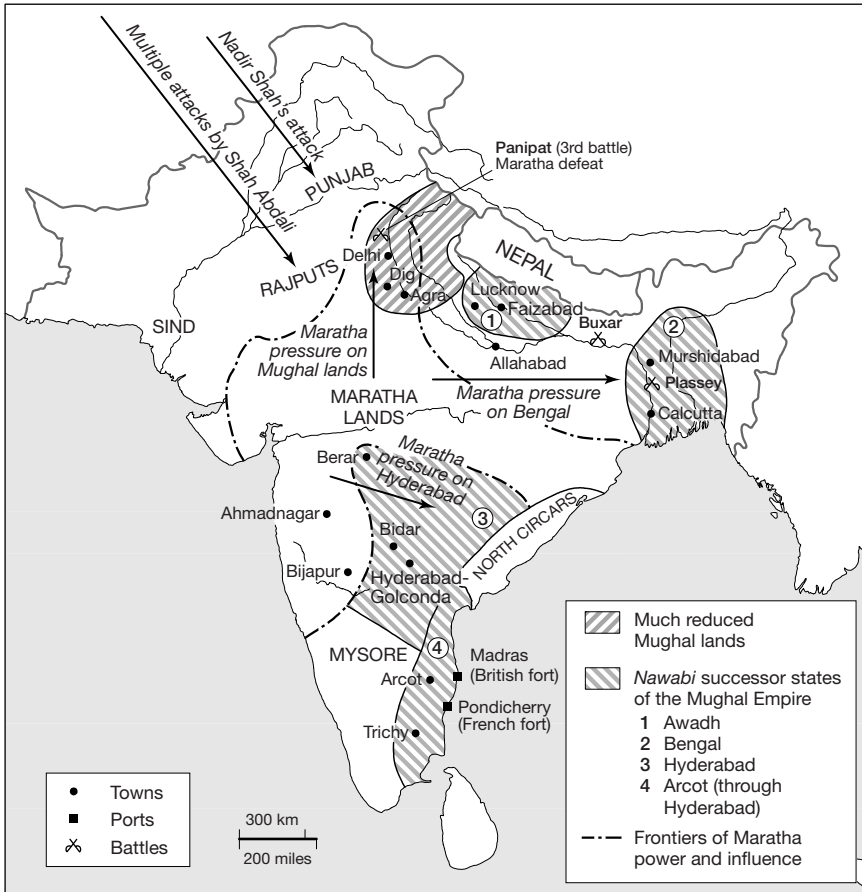 Multiple attacks by Shah Abdali
Nadir Shah's attack
PUNJAB
Panipat (3rd battle)
Maratha defeat
RAJPUTS
Delhi
Dig
Agra
NEPAL
Lucknow
Faizabad
1
Buxar
2
SIND
Maratha
pressure on
Mughal lands
Allahabad
Murshidabad
Plassey
Calcutta
MARATHA
LANDS
Maratha pressure
on Bengal
Berar
Maratha
pressure on
Hyderabad
3
Ahmadnagar
Bidar
NORTH CIRCARS
Bijapur
Hyderabad-
Golconda
MYSORE
4
Arcot
Madras
(British fort)
Pondicherry
(French fort)
Trichy
Much reduced
Mughal lands
Nawabi successor states
of the Mughal Empire
1 Awadh
2 Bengal
3 Hyderabad
4 Arcot (through
Hyderabad)
Frontiers of Maratha
power and influence
Towns
Ports
Battles
300 km
200 miles